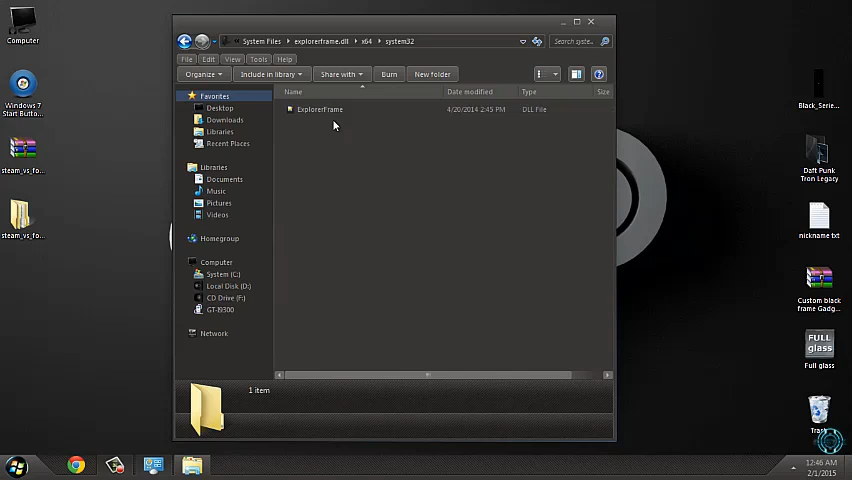 Computer
Windows 7
Start Butto...
steam_vs_fo...
steam_vs_fo...
System Files
explorerframe.dll
x64
system32
Search syste...
File
Edit
View
Tools
Help
Organize
Include in library
Share with
Burn
New folder
Name
Date modified
Type
Size
ExplorerFrame
4/20/2014 2:45 PM
DLL File
Favorites
Desktop
Downloads
Libraries
Recent Places
Libraries
Documents
Music
Pictures
Videos
Homegroup
Computer
System (C:)
Local Disk (D:)
CD Drive (F:)
GT-I9300
Network
1 item
Black_Serie...
Daft Punk
Tron Legacy
nickname txt
Custom black
frame Gadg...
FULL
glass
Full glass
Trash
12:46 AM
2/1/2015